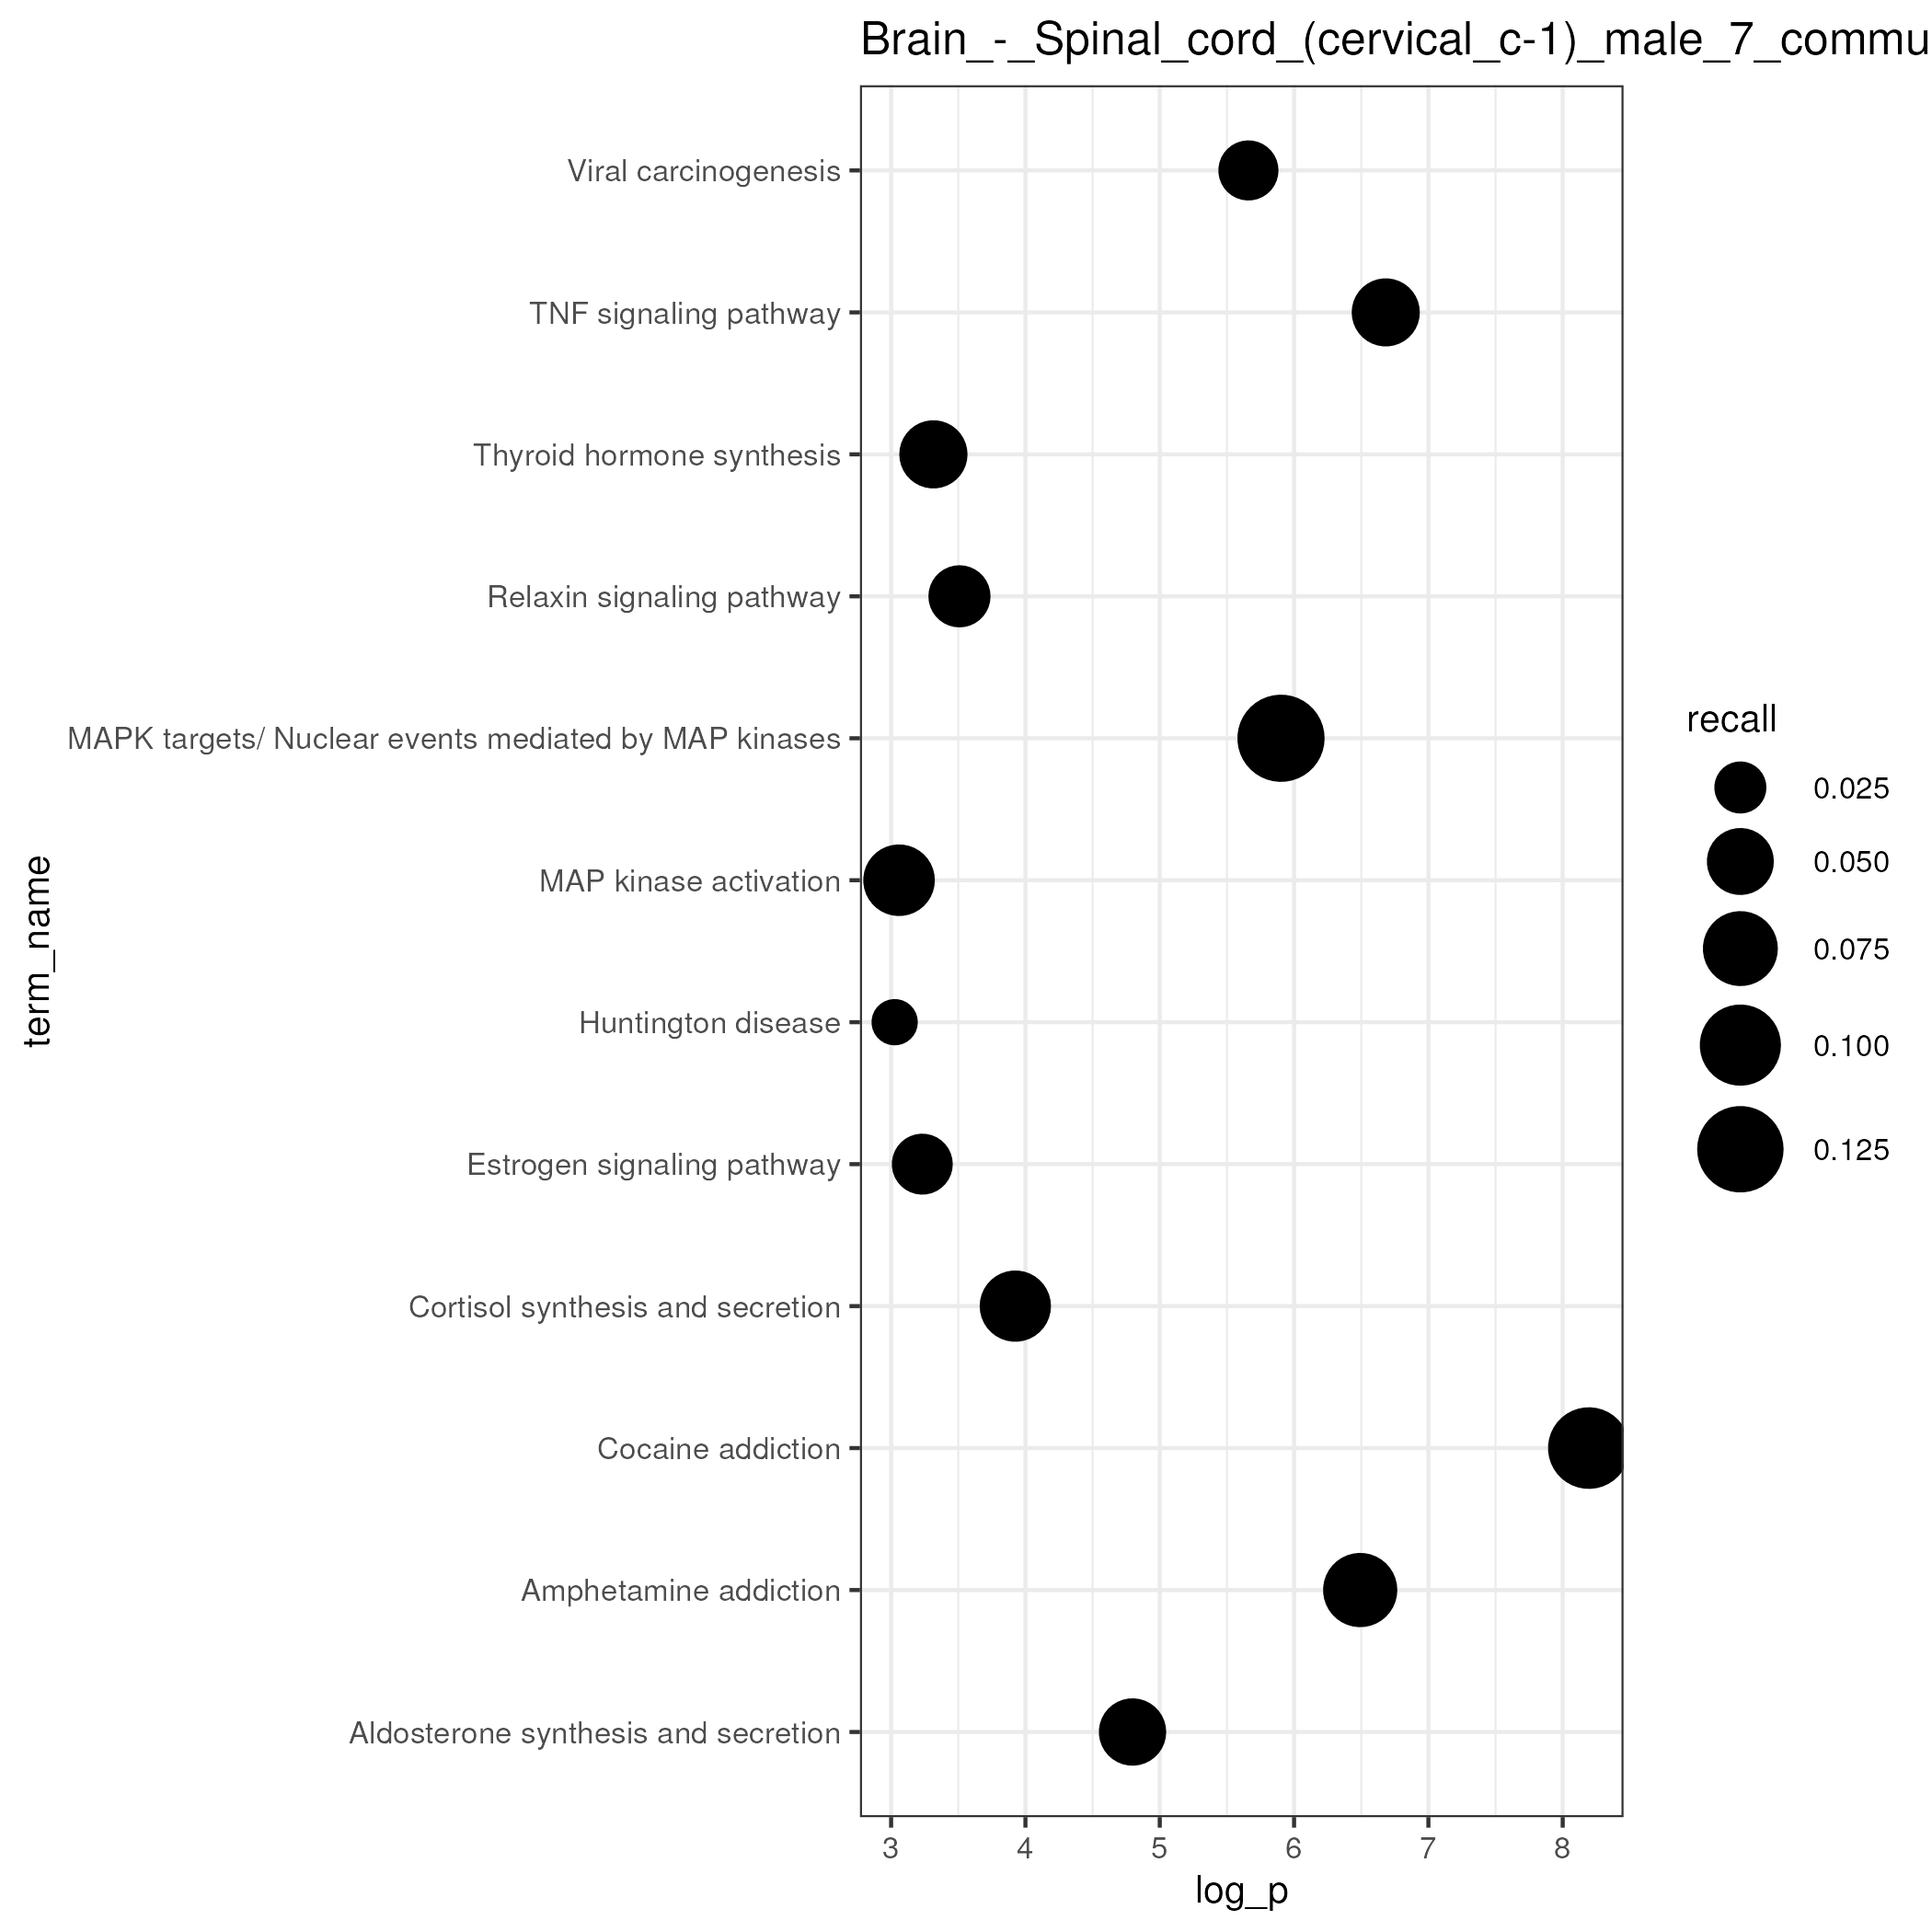 Brain_-_Spinal_cord_(cervical_c-1)_male_7_commu
Viral carcinogenesis
TNF signaling pathway
Thyroid hormone synthesis
Relaxin signaling pathway
MAPK targets/ Nuclear events mediated by MAP kinases
MAP kinase activation
Huntington disease
Estrogen signaling pathway
Cortisol synthesis and secretion
Cocaine addiction
Amphetamine addiction
Aldosterone synthesis and secretion
term_name
3 4 5 6 7 8
log_p
recall
0.025
0.050
0.075
0.100
0.125